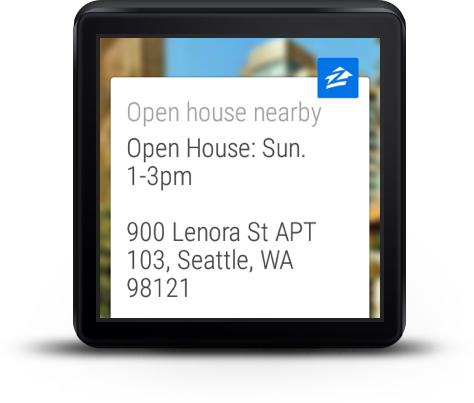 Open house nearby
Open House: Sun.
1-3pm
900 Lenora St APT
103, Seattle, WA
98121